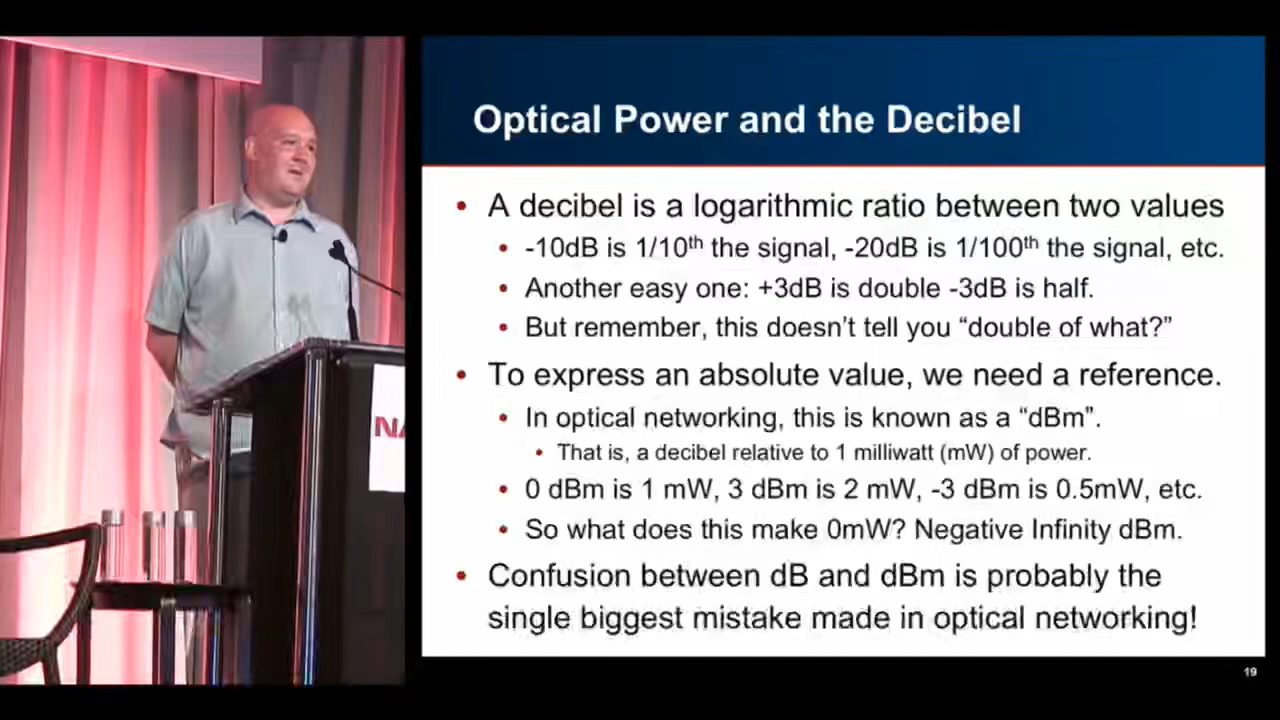 Optical Power and the Decibel
• A decibel is a logarithmic ratio between two values
• -10dB is 1/10th the signal, -20dB is 1/100th the signal, etc.
• Another easy one: +3dB is double -3dB is half.
• But remember, this doesn't tell you "double of what?"
• To express an absolute value, we need a reference.
• In optical networking, this is known as a "dBm".
• That is, a decibel relative to 1 milliwatt (mW) of power.
• 0 dBm is 1 mW, 3 dBm is 2 mW, -3 dBm is 0.5mW, etc.
• So what does this make 0mW? Negative Infinity dBm.
• Confusion between dB and dBm is probably the
single biggest mistake made in optical networking!
19